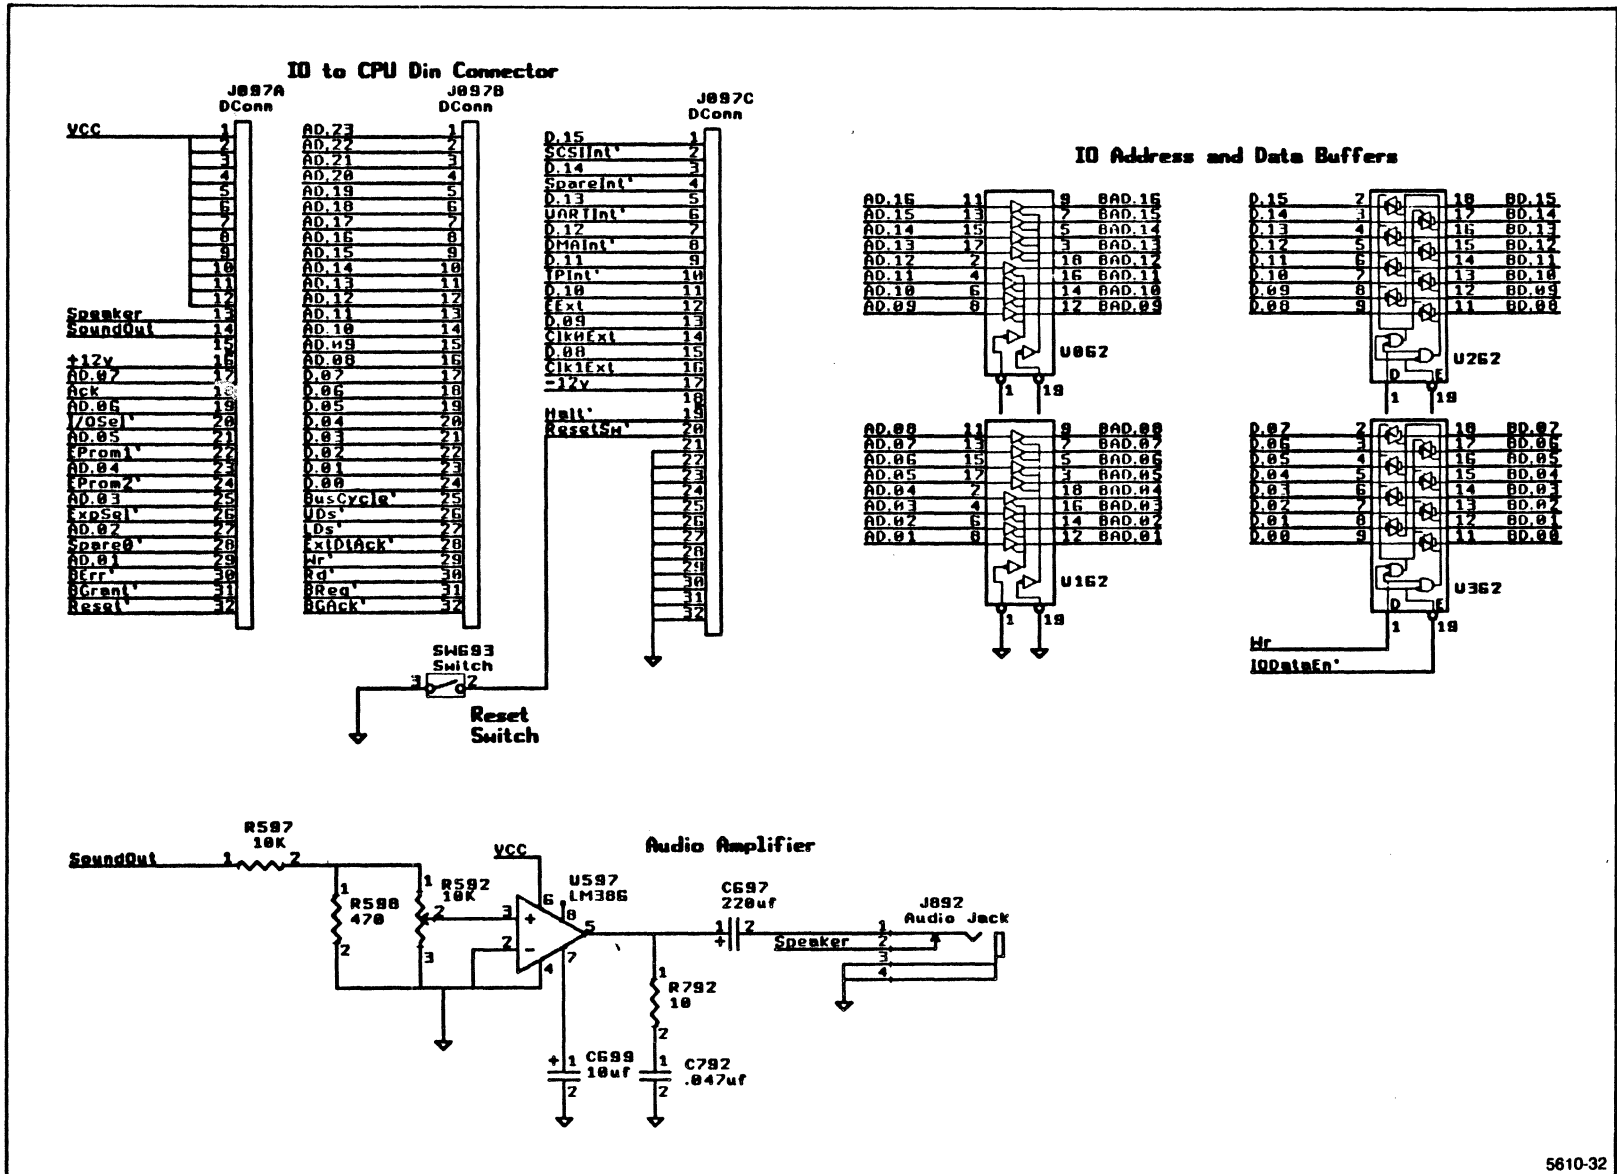 IO to CPU Din Connector
J097A
DConn
VCC 1
2
3
4
5
6
7
8
9
10
11
12
Speaker 13
SoundOut 14
15
+12v 16
AD.07 17
Ack 18
AD.06 19
I/OSel' 20
AD.05 21
EProm1' 22
AD.04 23
EProm2' 24
AD.03 25
ExpSel' 26
AD.02 27
Spare0' 28
AD.01 29
BErr' 30
BGrant' 31
Reset' 32
J097B
DConn
AD.23 1
AD.22 2
AD.21 3
AD.20 4
AD.19 5
AD.18 6
AD.17 7
AD.16 8
AD.15 9
AD.14 10
AD.13 11
AD.12 12
AD.11 13
AD.10 14
AD.09 15
AD.08 16
D.07 17
D.06 18
D.05 19
D.04 20
D.03 21
D.02 22
D.01 23
D.00 24
BusCycle' 25
UDs' 26
LDs' 27
ExtDtAck' 28
Wr' 29
Rd' 30
BReq' 31
BGAck' 32
J097C
DConn
D.15 1
SCSIInt' 2
D.14 3
SpareInt' 4
D.13 5
UARTInt' 6
D.12 7
DMAInt' 8
D.11 9
TPInt' 10
D.10 11
EExt 12
D.09 13
Clk0Ext 14
D.08 15
Clk1Ext 16
-12v 17
18
Halt' 19
ResetSw' 20
21
22
23
24
25
26
27
28
29
30
31
32
SW693
Switch
3 2
Reset
Switch
IO Address and Data Buffers
AD.16 11 9 BAD.16
AD.15 13 7 BAD.15
AD.14 15 5 BAD.14
AD.13 17 3 BAD.13
AD.12 2 18 BAD.12
AD.11 4 16 BAD.11
AD.10 6 14 BAD.10
AD.09 8 12 BAD.09
U062
1 19
AD.08 11 9 BAD.08
AD.07 13 7 BAD.07
AD.06 15 5 BAD.06
AD.05 17 3 BAD.05
AD.04 2 18 BAD.04
AD.03 4 16 BAD.03
AD.02 6 14 BAD.02
AD.01 8 12 BAD.01
U162
1 19
D.15 2 18 BD.15
D.14 3 17 BD.14
D.13 4 16 BD.13
D.12 5 15 BD.12
D.11 6 14 BD.11
D.10 7 13 BD.10
D.09 8 12 BD.09
D.08 9 11 BD.08
U262
D E
1 19
D.07 2 18 BD.07
D.06 3 17 BD.06
D.05 4 16 BD.05
D.04 5 15 BD.04
D.03 6 14 BD.03
D.02 7 13 BD.02
D.01 8 12 BD.01
D.00 9 11 BD.00
U362
D E
1 19
Wr
IODataEn'
Audio Amplifier
SoundOut
R597
10K
1 2
1
R598
470
2
1
R592
10K
2
3
VCC
U597
LM386
6
8
3 +
2 -
5
7
4
C697
220uf
1 2
+
Speaker
J892
Audio Jack
1
2
3
4
1
R792
10
2
+ 1
C699
10uf
2
1
C792
.047uf
2
5610-32